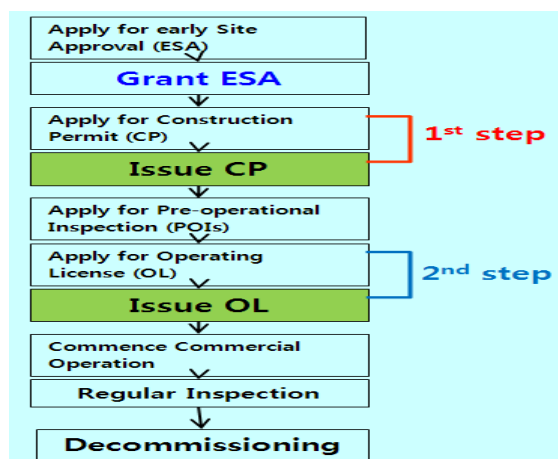 Apply for early Site
Approval (ESA)
Grant ESA
Apply for Construction
Permit (CP)
1st step
Issue CP
Apply for Pre-operational
Inspection (POIs)
Apply for Operating
License (OL)
2nd step
Issue OL
Commence Commercial
Operation
Regular Inspection
Decommissioning